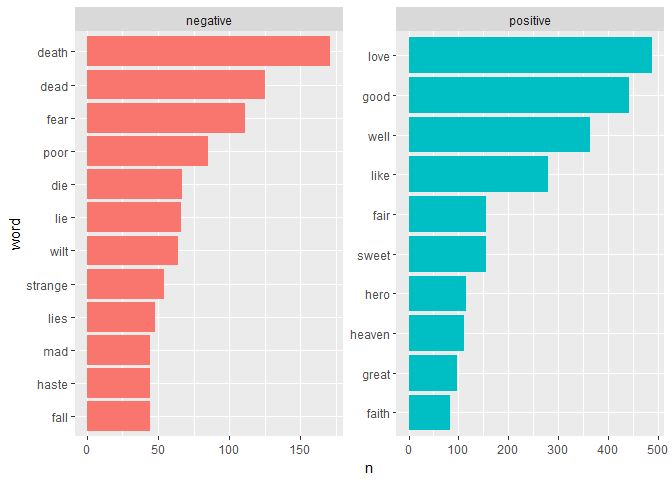 negative
positive
word
death
dead
fear
poor
die
lie
wilt
strange
lies
mad
haste
fall
0 50 100 150
love
good
well
like
fair
sweet
hero
heaven
great
faith
0 100 200 300 400 500
n